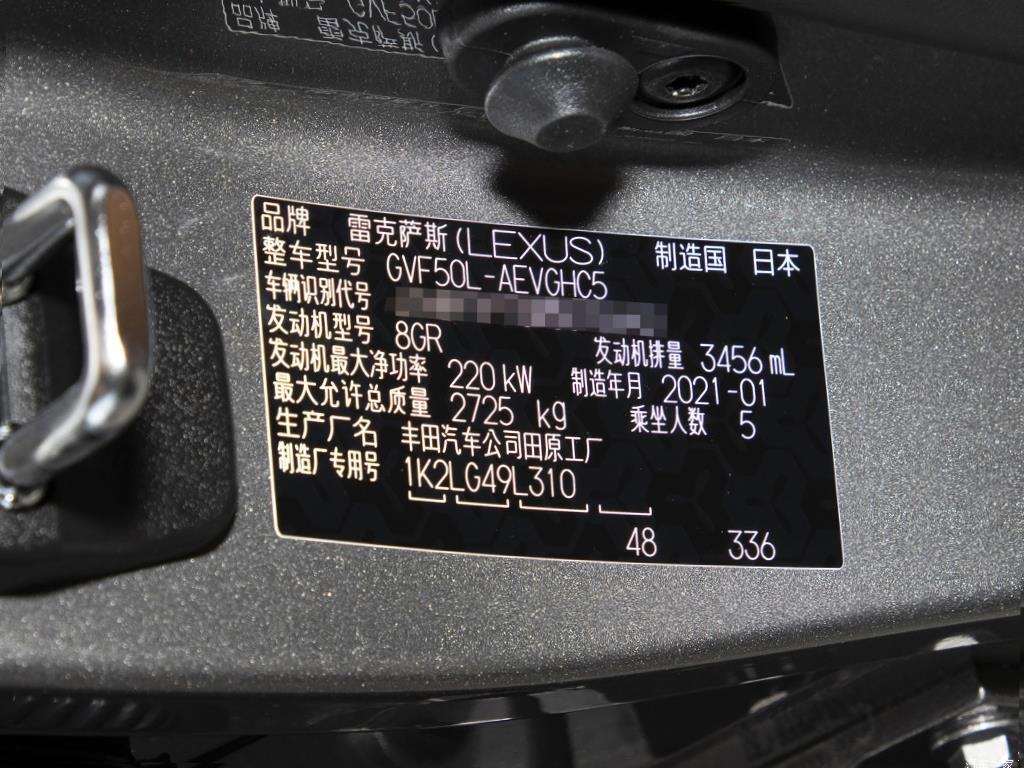 品牌 雷克萨斯(LEXUS) 制造国 日本
整车型号 GVF50L-AEVGHC5
车辆识别代号
发动机型号 8GR 发动机排量 3456 mL
发动机最大净功率 220 kW 制造年月 2021-01
最大允许总质量 2725 kg 乘坐人数 5
生产厂名 丰田汽车公司田原工厂
制造厂专用号 1K2LG49L310
48 336